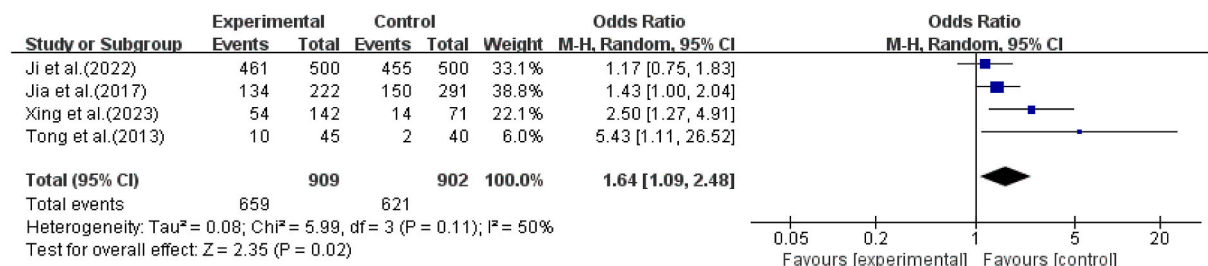 Experimental Control Odds Ratio Odds Ratio
Study or Subgroup Events Total Events Total Weight M-H, Random, 95% CI M-H, Random, 95% CI
Ji et al.(2022) 461 500 455 500 33.1% 1.17 [0.75, 1.83]
Jia et al.(2017) 134 222 150 291 38.8% 1.43 [1.00, 2.04]
Xing et al.(2023) 54 142 14 71 22.1% 2.50 [1.27, 4.91]
Tong et al.(2013) 10 45 2 40 6.0% 5.43 [1.11, 26.52]
Total (95% CI) 909 902 100.0% 1.64 [1.09, 2.48]
Total events 659 621
Heterogeneity: Tau² = 0.08; Chi² = 5.99, df = 3 (P = 0.11); I² = 50%
Test for overall effect: Z = 2.35 (P = 0.02)
0.05 0.2 1 5 20
Favours [experimental] Favours [control]